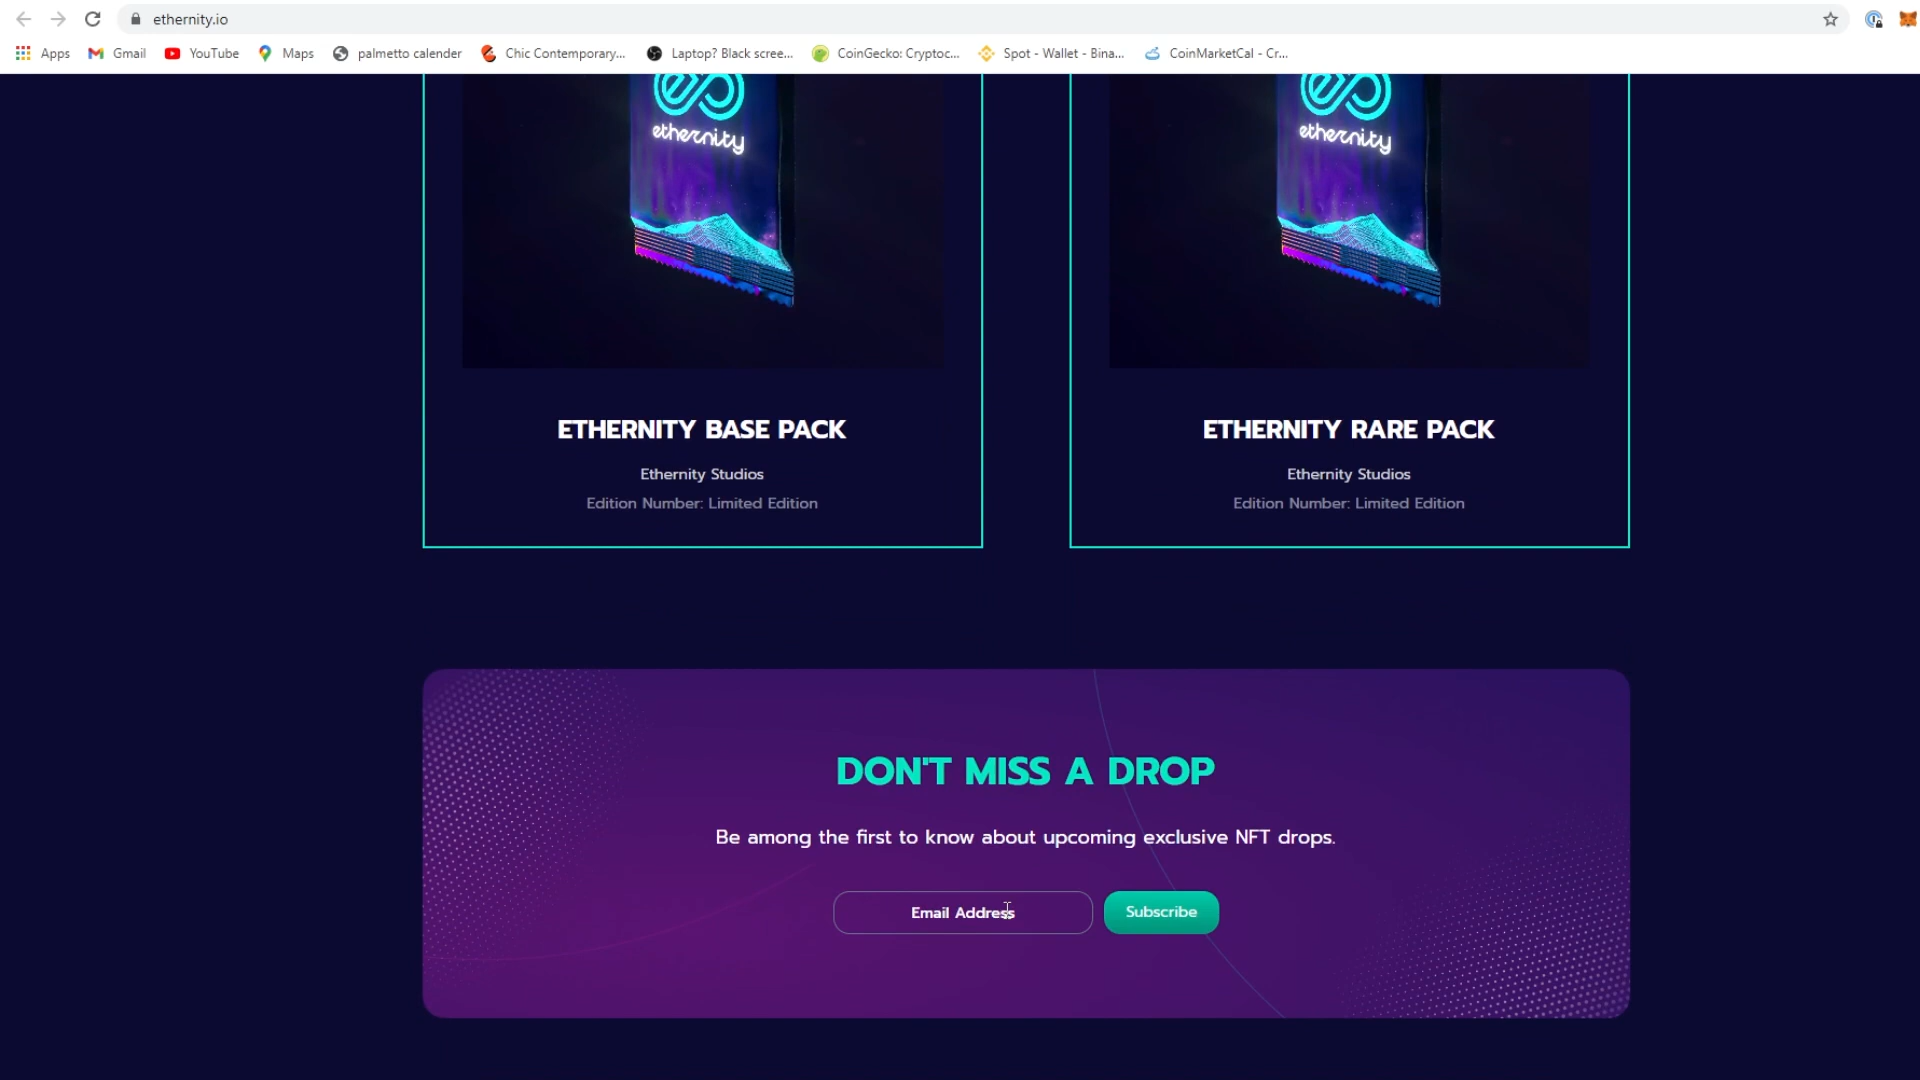 ethernity.io
Apps Gmail YouTube Maps palmetto calender Chic Contemporary... Laptop? Black scree... CoinGecko: Cryptoc... Spot - Wallet - Bina... CoinMarketCal - Cr...
ethernity ethernity
ETHERNITY BASE PACK
Ethernity Studios
Edition Number: Limited Edition
ETHERNITY RARE PACK
Ethernity Studios
Edition Number: Limited Edition
DON'T MISS A DROP
Be among the first to know about upcoming exclusive NFT drops.
Email Address Subscribe